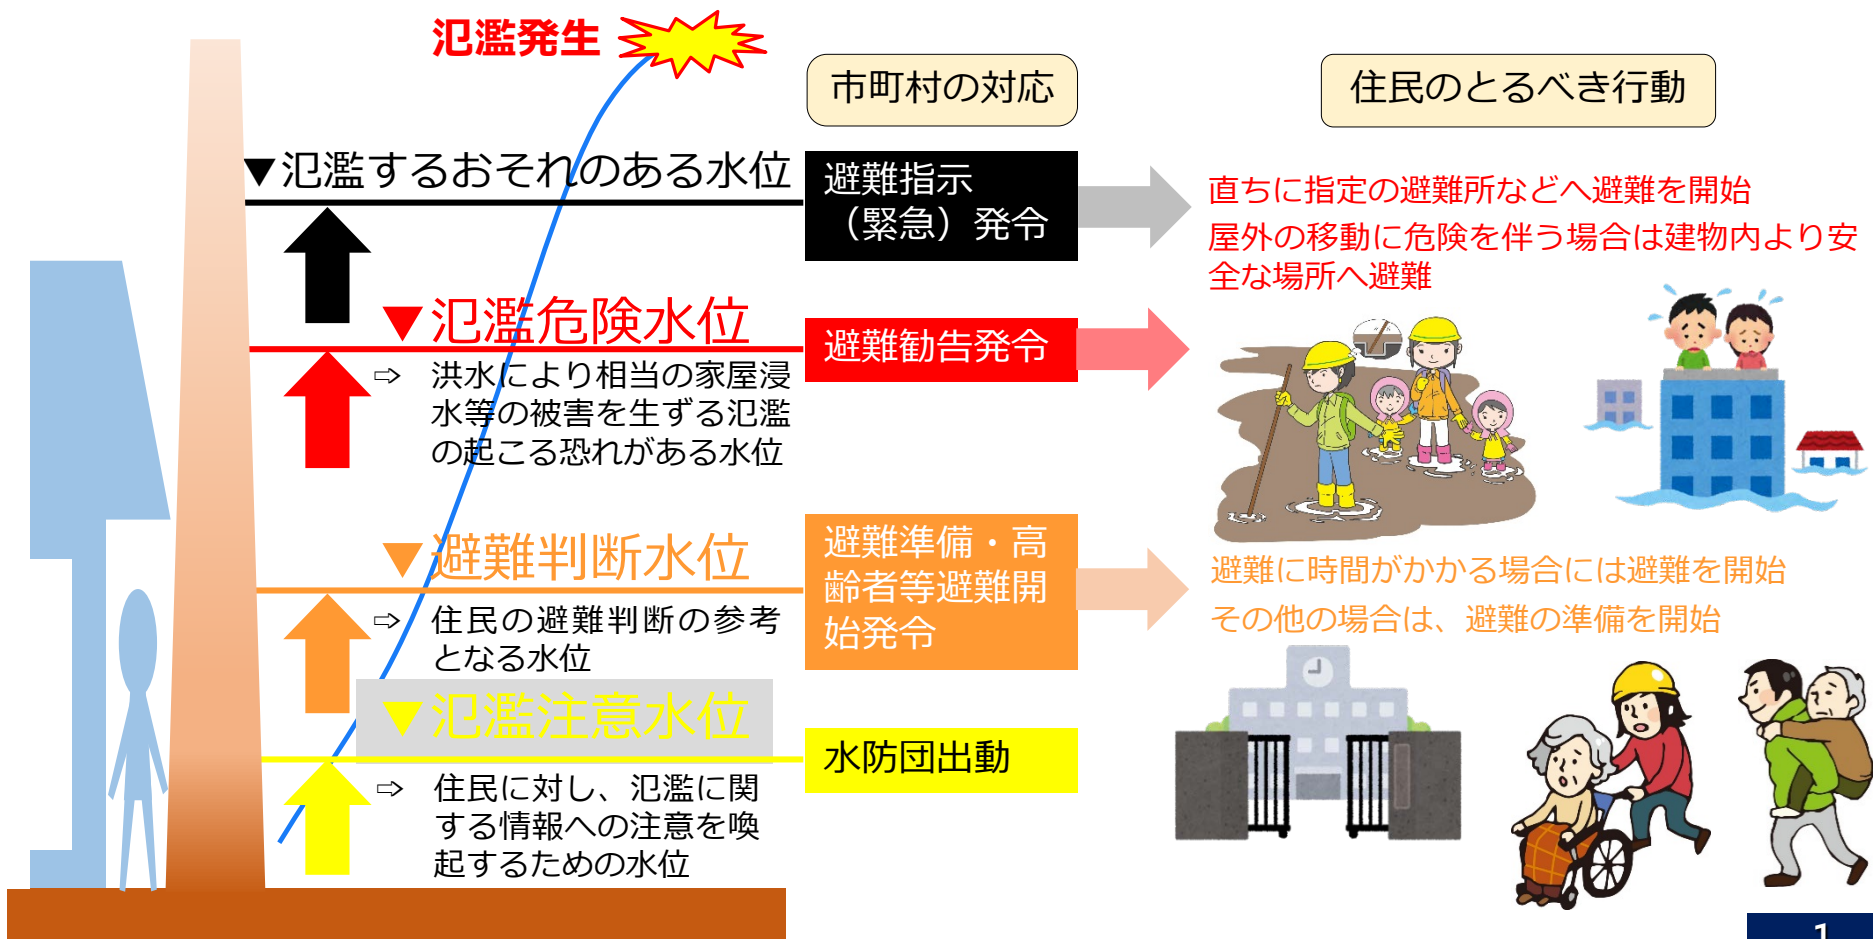 氾濫発生
市町村の対応
住民のとるべき行動
▼氾濫するおそれのある水位
避難指示
（緊急）発令
直ちに指定の避難所などへ避難を開始
屋外の移動に危険を伴う場合は建物内より安
全な場所へ避難
▼氾濫危険水位
⇨ 洪水により相当の家屋浸
水等の被害を生ずる氾濫
の起こる恐れがある水位
避難勧告発令
▼避難判断水位
⇨ 住民の避難判断の参考
となる水位
避難準備・高
齢者等避難開
始発令
避難に時間がかかる場合には避難を開始
その他の場合は、避難の準備を開始
▼氾濫注意水位
⇨ 住民に対し、氾濫に関
する情報への注意を喚
起するための水位
水防団出動
1